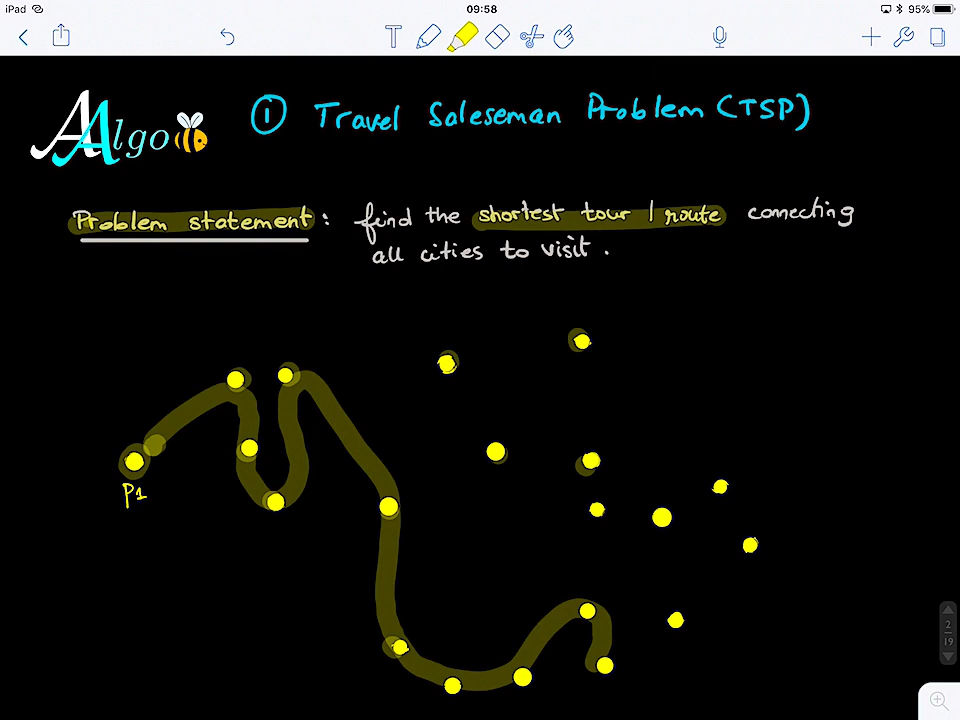 iPad
09:58
95%
T
AAlgo
① Travel Saleseman Problem (TSP)
Problem statement : find the shortest tour / route connecting
all cities to visit .
P1
2
19